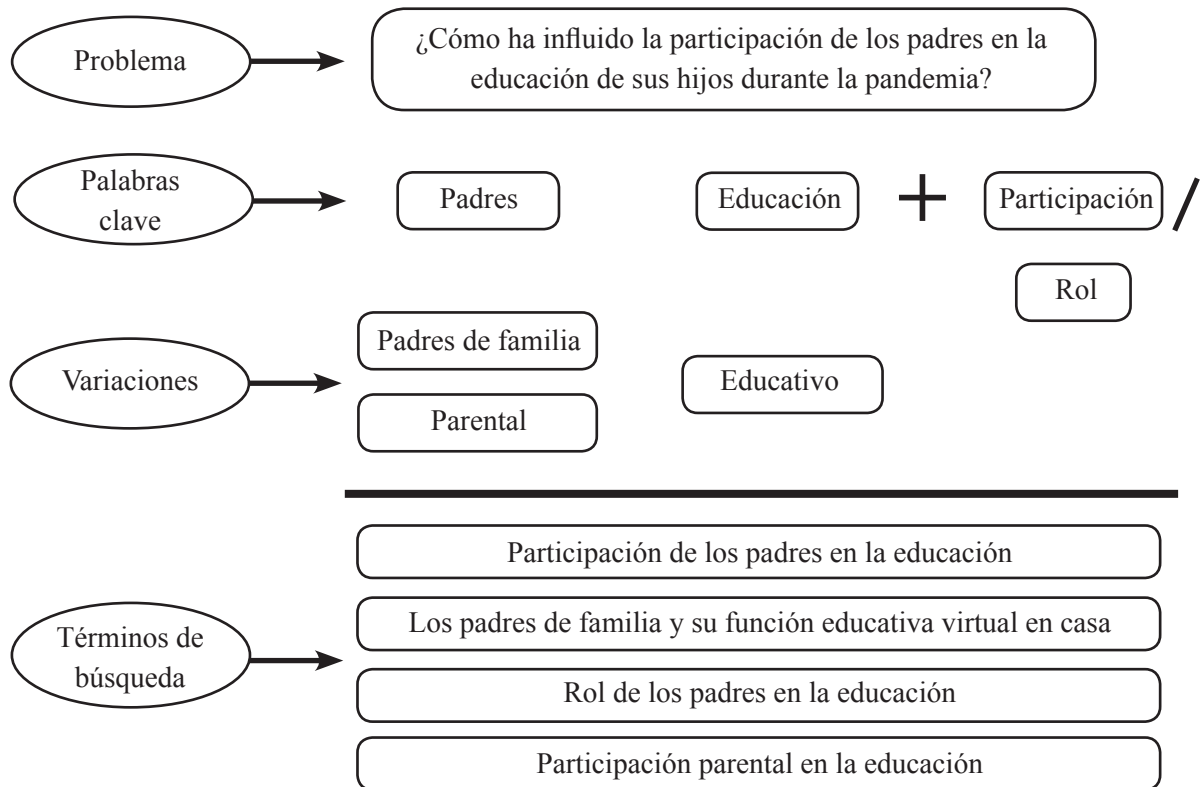 Problema
¿Cómo ha influido la participación de los padres en la
educación de sus hijos durante la pandemia?
Palabras
clave
Padres
Educación
+
Participación /
Rol
Variaciones
Padres de familia
Parental
Educativo
Términos de
búsqueda
Participación de los padres en la educación
Los padres de familia y su función educativa virtual en casa
Rol de los padres en la educación
Participación parental en la educación